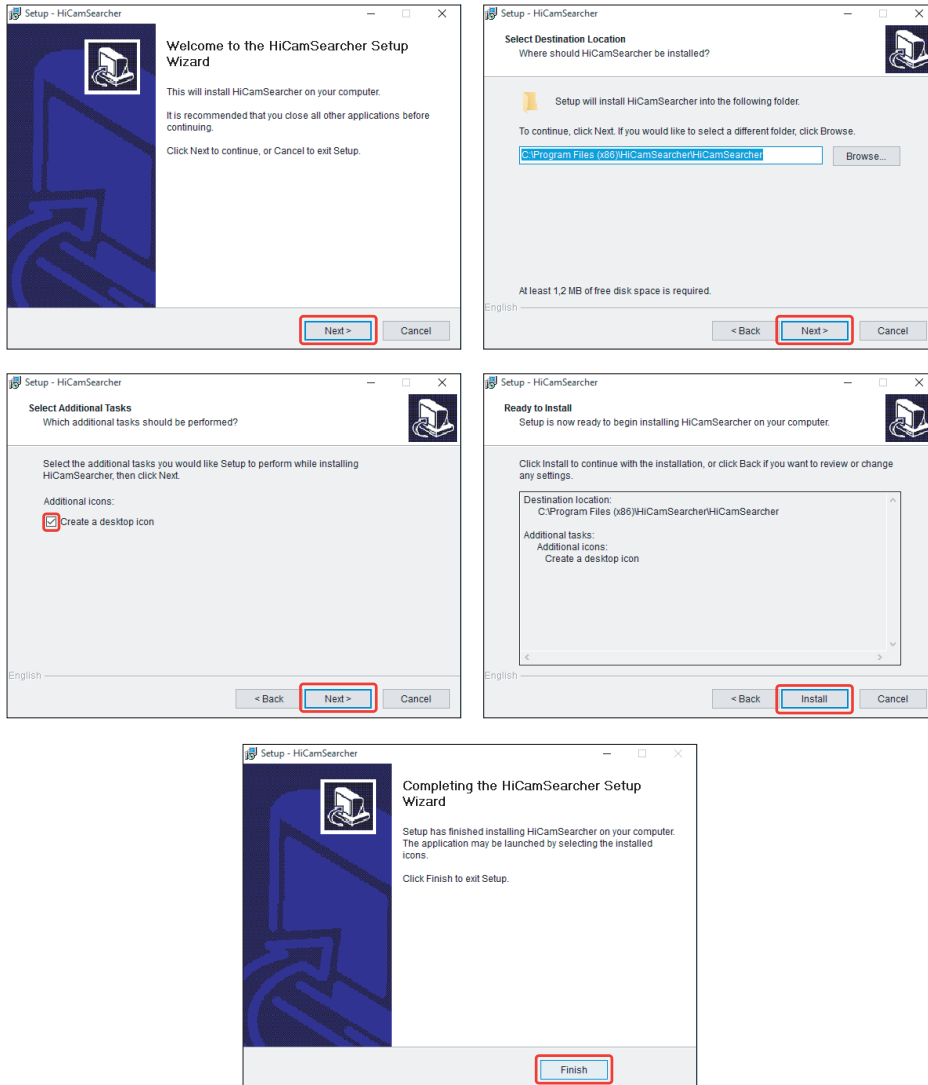 Setup - HiCamSearcher
Welcome to the HiCamSearcher Setup
Wizard
This will install HiCamSearcher on your computer.
It is recommended that you close all other applications before
continuing.
Click Next to continue, or Cancel to exit Setup.
Next >
Cancel
Setup - HiCamSearcher
Select Destination Location
Where should HiCamSearcher be installed?
Setup will install HiCamSearcher into the following folder.
To continue, click Next. If you would like to select a different folder, click Browse.
C:\Program Files (x86)\HiCamSearcher\HiCamSearcher
Browse...
At least 1,2 MB of free disk space is required.
English
< Back
Next >
Cancel
Setup - HiCamSearcher
Select Additional Tasks
Which additional tasks should be performed?
Select the additional tasks you would like Setup to perform while installing
HiCamSearcher, then click Next.
Additional icons:
Create a desktop icon
English
< Back
Next >
Cancel
Setup - HiCamSearcher
Ready to Install
Setup is now ready to begin installing HiCamSearcher on your computer.
Click Install to continue with the installation, or click Back if you want to review or change
any settings.
Destination location:
C:\Program Files (x86)\HiCamSearcher\HiCamSearcher
Additional tasks:
Additional icons:
Create a desktop icon
English
< Back
Install
Cancel
Setup - HiCamSearcher
Completing the HiCamSearcher Setup
Wizard
Setup has finished installing HiCamSearcher on your computer.
The application may be launched by selecting the installed
icons.
Click Finish to exit Setup.
Finish